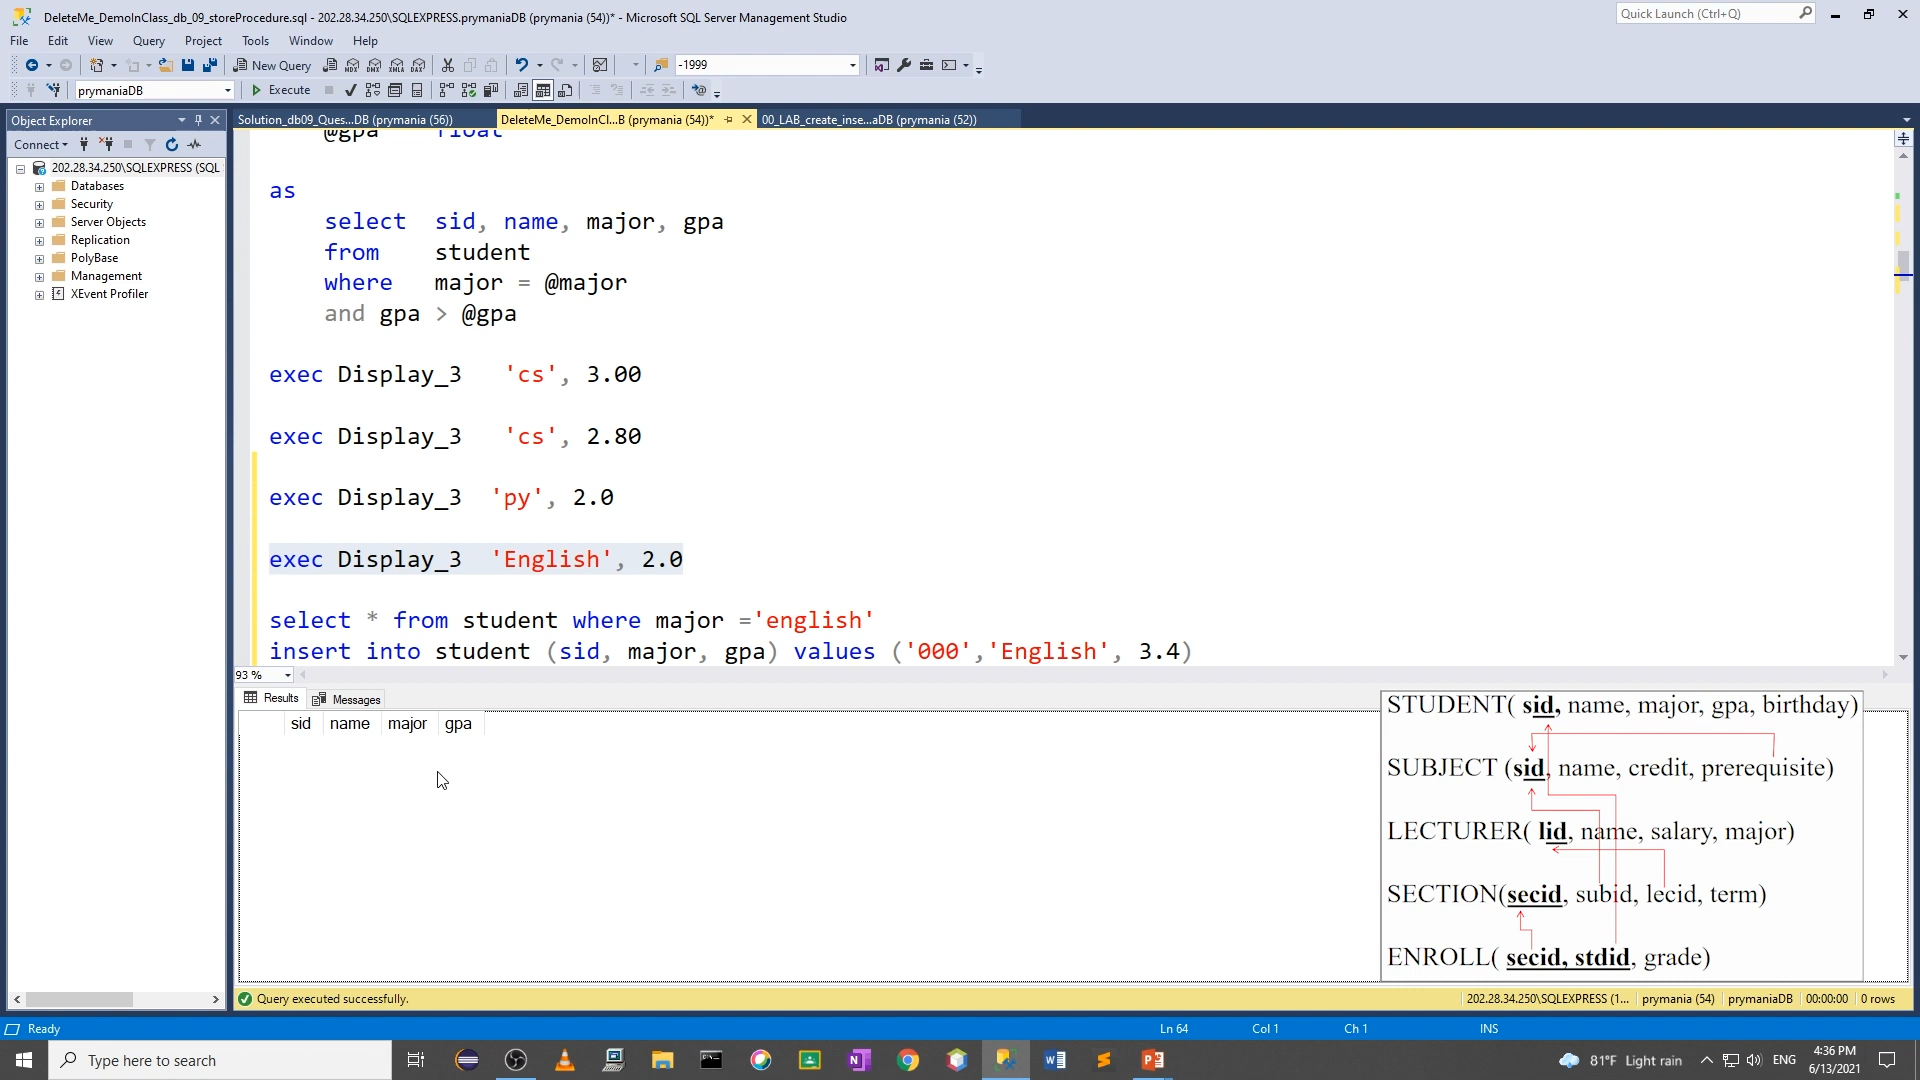 DeleteMe_DemoInClass_db_09_storeProcedure.sql - 202.28.34.250\SQLEXPRESS.prymaniaDB (prymania (54))* - Microsoft SQL Server Management Studio
Quick Launch (Ctrl+Q)
File Edit View Query Project Tools Window Help
New Query
MDX DMX XMLA DAX
-1999
prymaniaDB
Execute
Object Explorer
Solution_db09_Ques...DB (prymania (56))
DeleteMe_DemoInCl...B (prymania (54))*
00_LAB_create_inse...aDB (prymania (52))
Connect
202.28.34.250\SQLEXPRESS (SQL
Databases
Security
Server Objects
Replication
PolyBase
Management
XEvent Profiler
@gpa float
as
select sid, name, major, gpa
from student
where major = @major
and gpa > @gpa
exec Display_3 'cs', 3.00
exec Display_3 'cs', 2.80
exec Display_3 'py', 2.0
exec Display_3 'English', 2.0
select * from student where major ='english'
insert into student (sid, major, gpa) values ('000','English', 3.4)
93 %
Results Messages
sid name major gpa
STUDENT( sid, name, major, gpa, birthday)
SUBJECT (sid, name, credit, prerequisite)
LECTURER( lid, name, salary, major)
SECTION(secid, subid, lecid, term)
ENROLL( secid, stdid, grade)
Query executed successfully.
202.28.34.250\SQLEXPRESS (1... prymania (54) prymaniaDB 00:00:00 0 rows
Ready
Ln 64 Col 1 Ch 1 INS
Type here to search
81°F Light rain
ENG
4:36 PM
6/13/2021